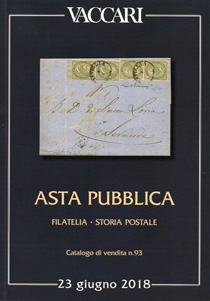 VACCARI
ASTA PUBBLICA
FILATELIA • STORIA POSTALE
Catalogo di vendita n.93
23 giugno 2018